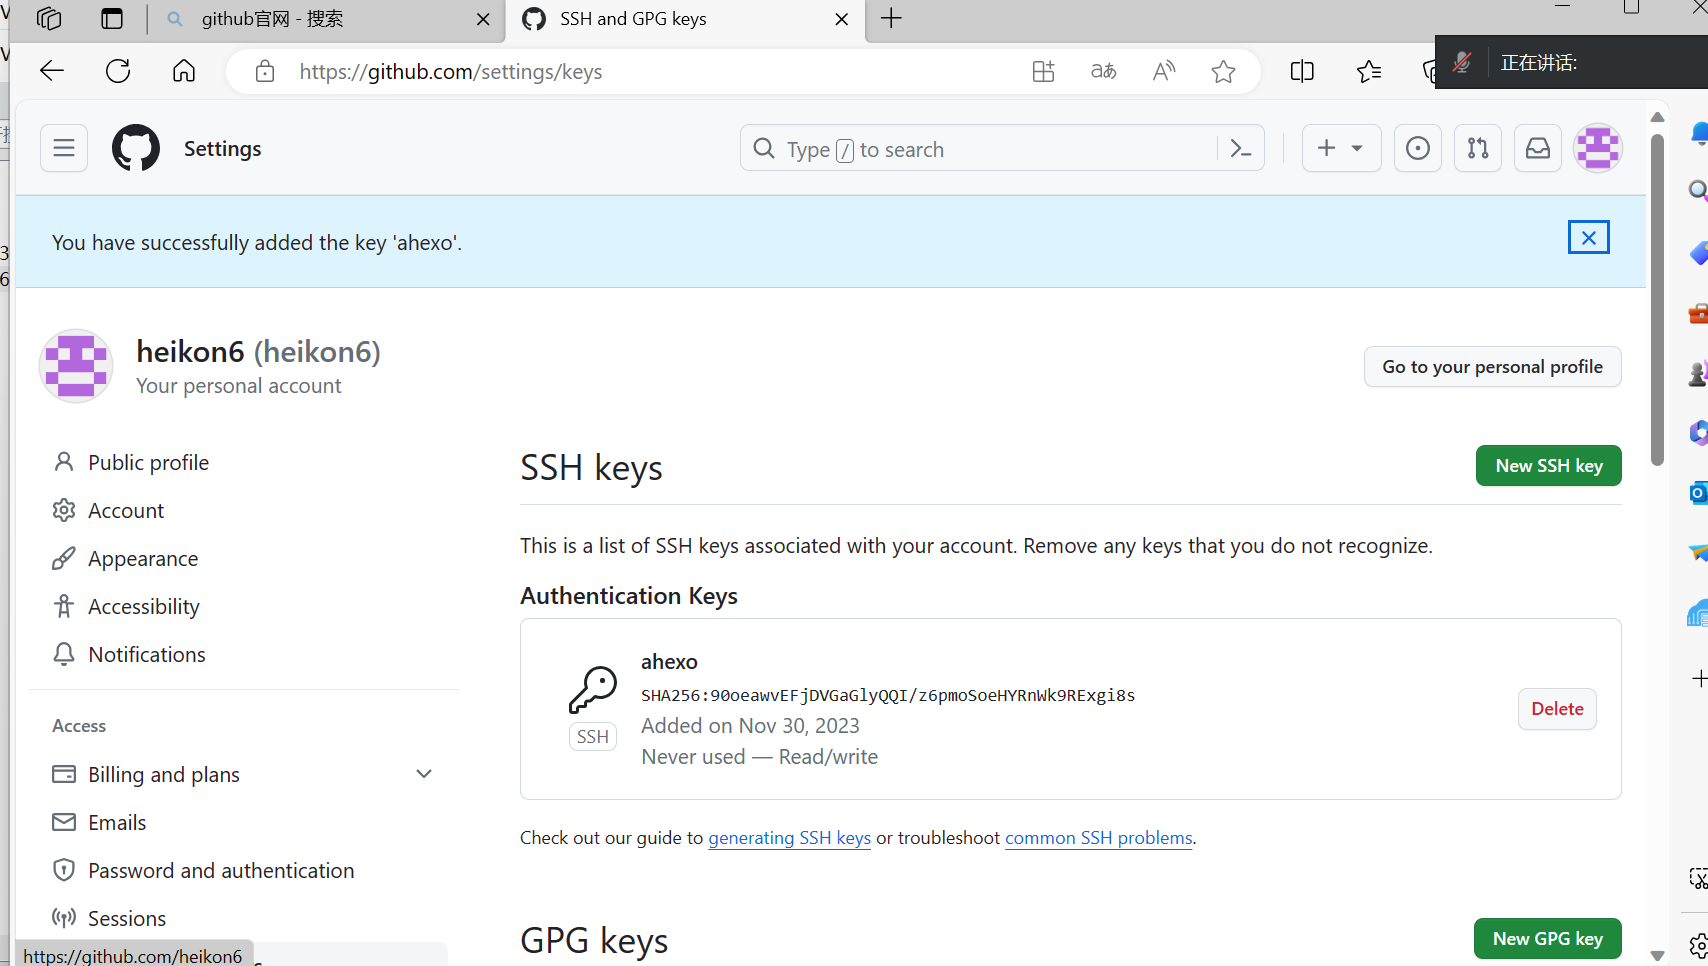 github官网 - 搜索
SSH and GPG keys
https://github.com/settings/keys
正在讲话:
Settings
Type / to search
You have successfully added the key 'ahexo'.
heikon6 (heikon6)
Your personal account
Go to your personal profile
Public profile
Account
Appearance
Accessibility
Notifications
Access
Billing and plans
Emails
Password and authentication
Sessions
SSH keys
New SSH key
This is a list of SSH keys associated with your account. Remove any keys that you do not recognize.
Authentication Keys
ahexo
SHA256:90oeawvEFjDVGaGlyQQI/z6pmoSoeHYRnWk9RExgi8s
Added on Nov 30, 2023
Never used — Read/write
SSH
Delete
Check out our guide to generating SSH keys or troubleshoot common SSH problems.
GPG keys
New GPG key
https://github.com/heikon6